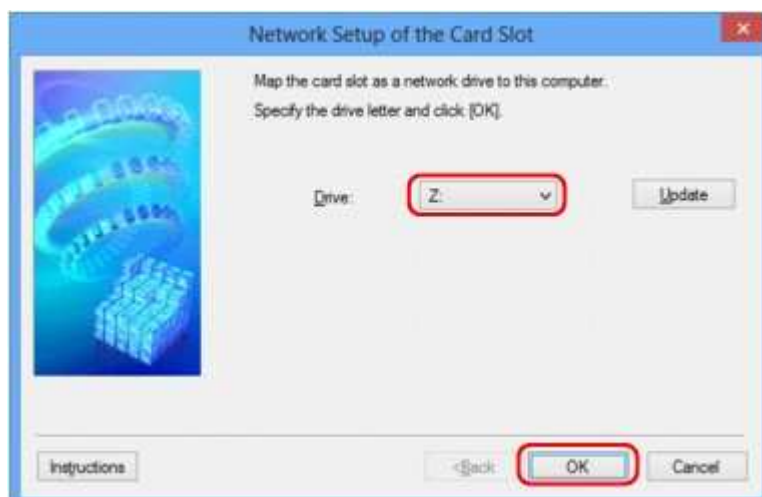 Network Setup of the Card Slot
Map the card slot as a network drive to this computer.
Specify the drive letter and click [OK].
Drive: Z: Update
Instructions <Back OK Cancel